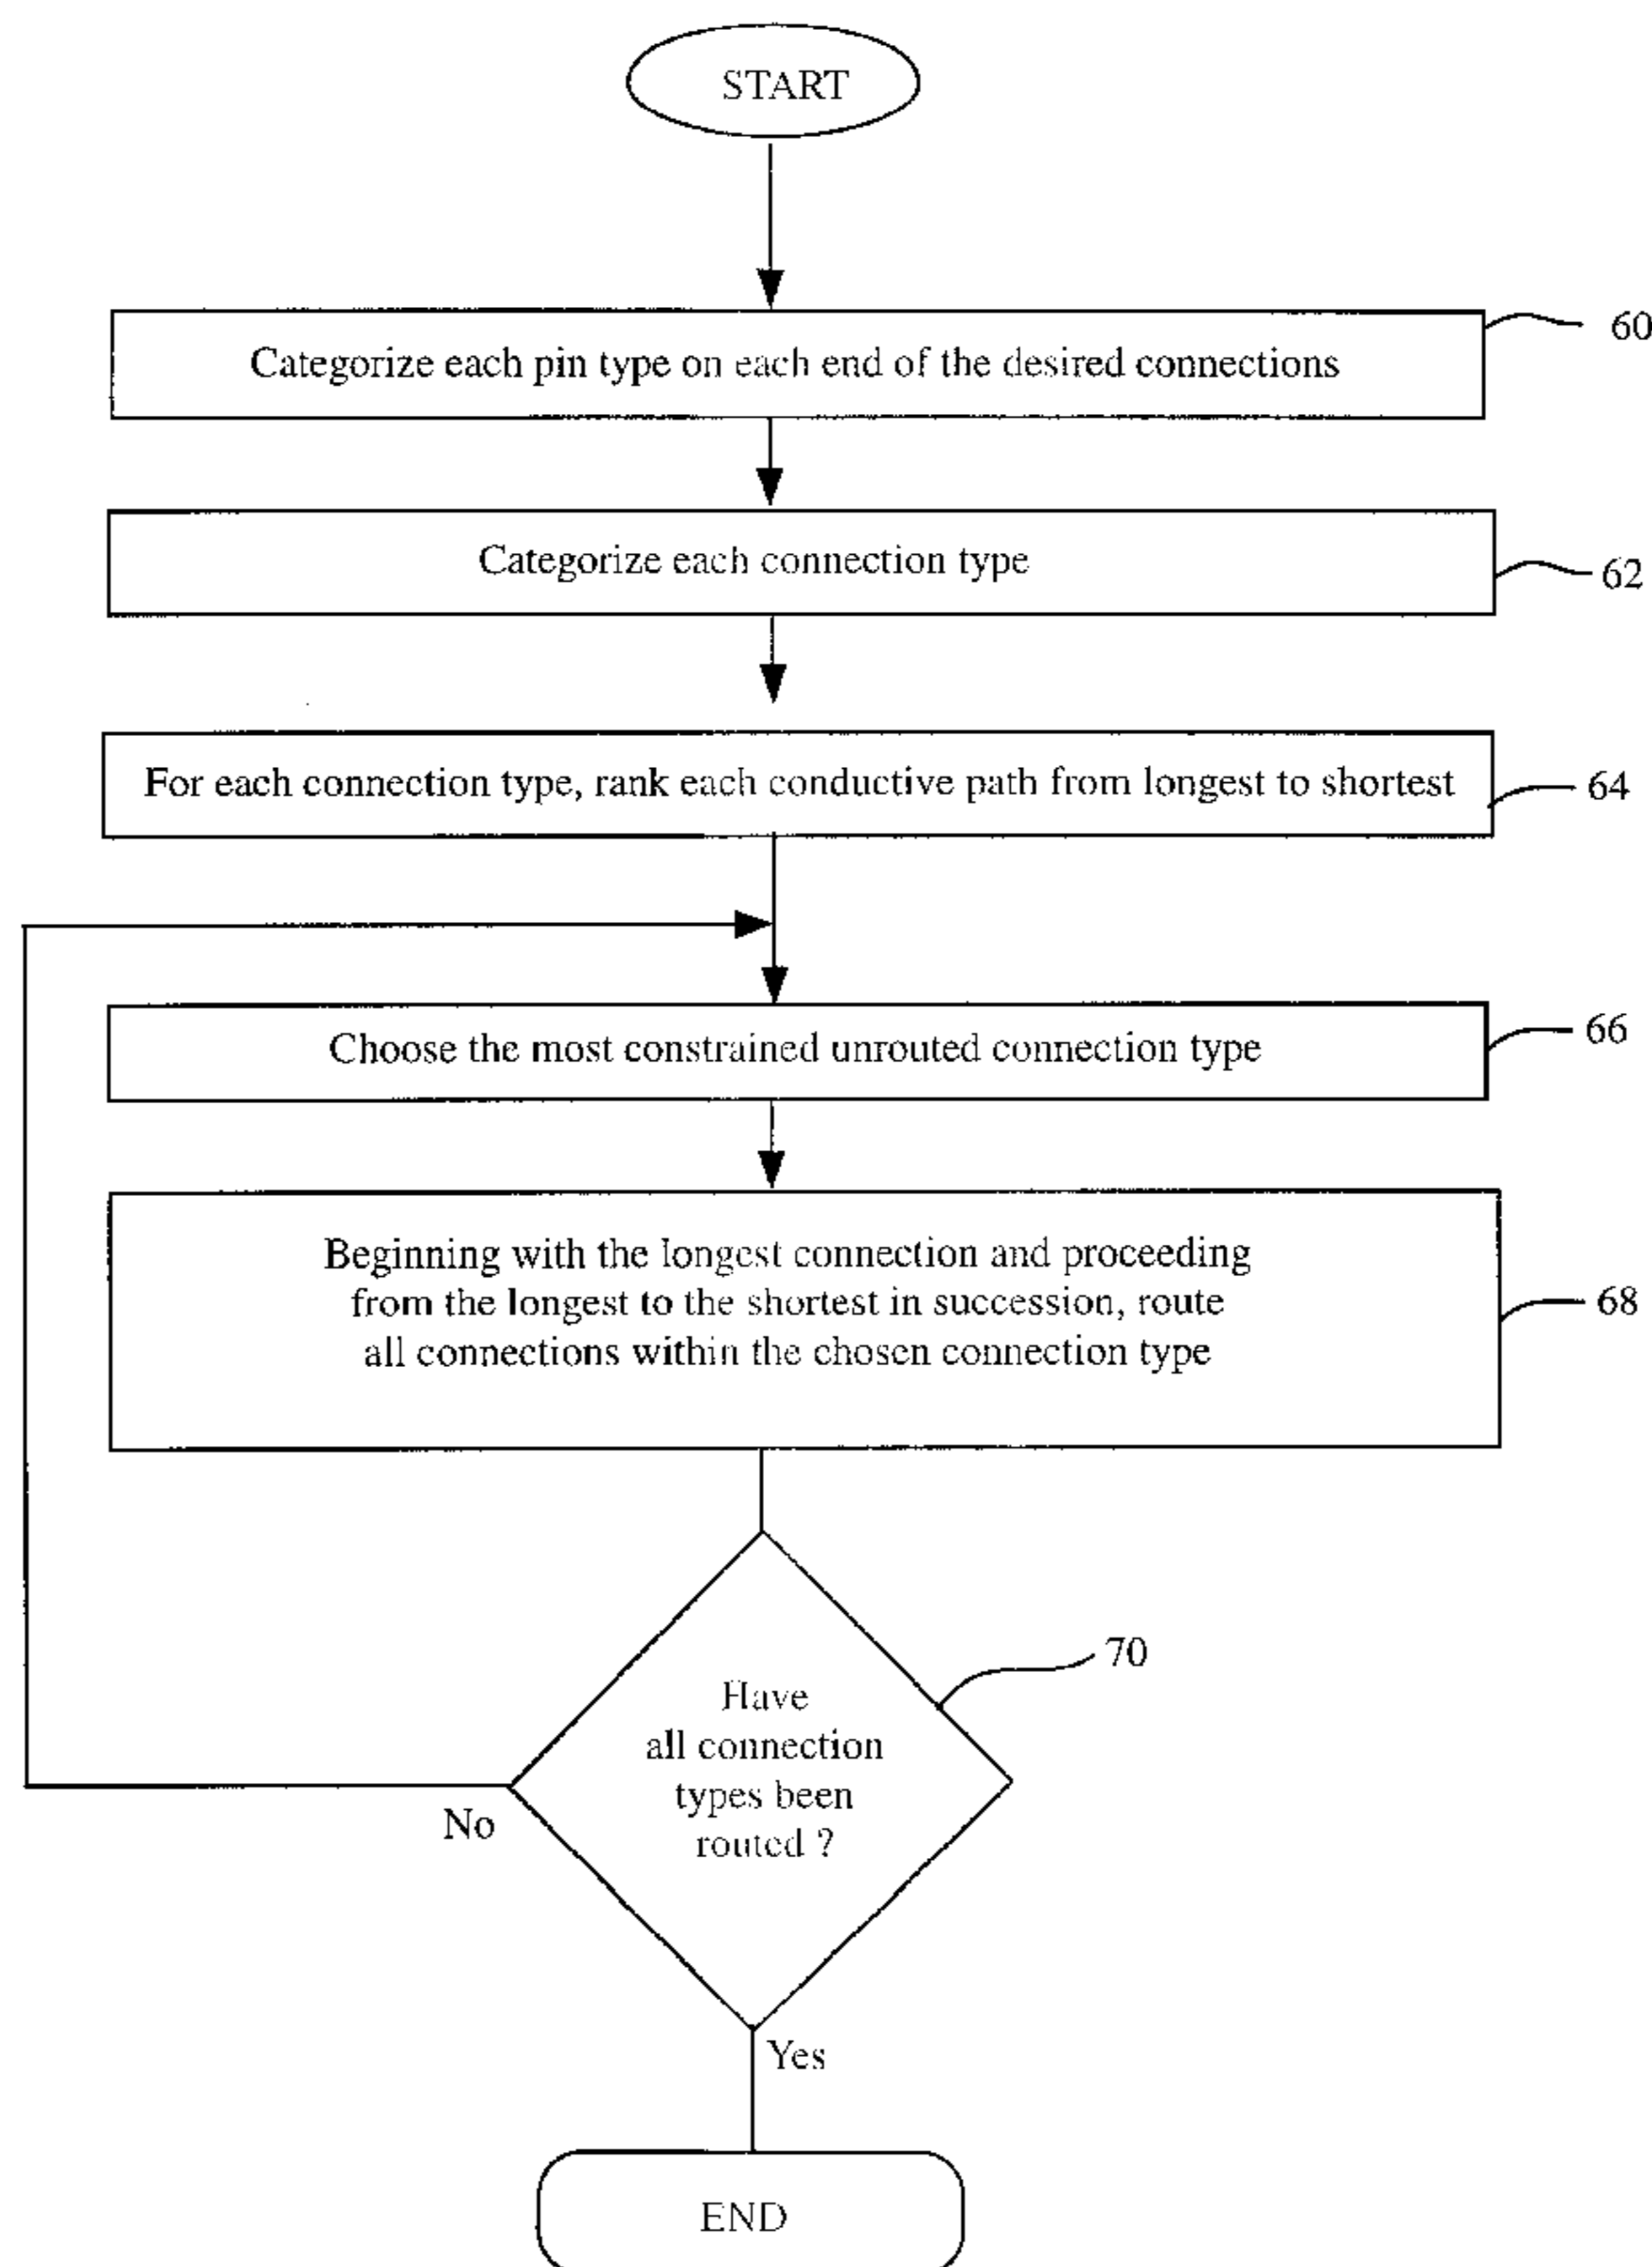 START
Categorize each pin type on each end of the desired connections
60
Categorize each connection type
62
For each connection type, rank each conductive path from longest to shortest
64
Choose the most constrained unrouted connection type
66
Beginning with the longest connection and proceeding
from the longest to the shortest in succession, route
all connections within the chosen connection type
68
70
Have
all connection
types been
routed ?
No
Yes
END